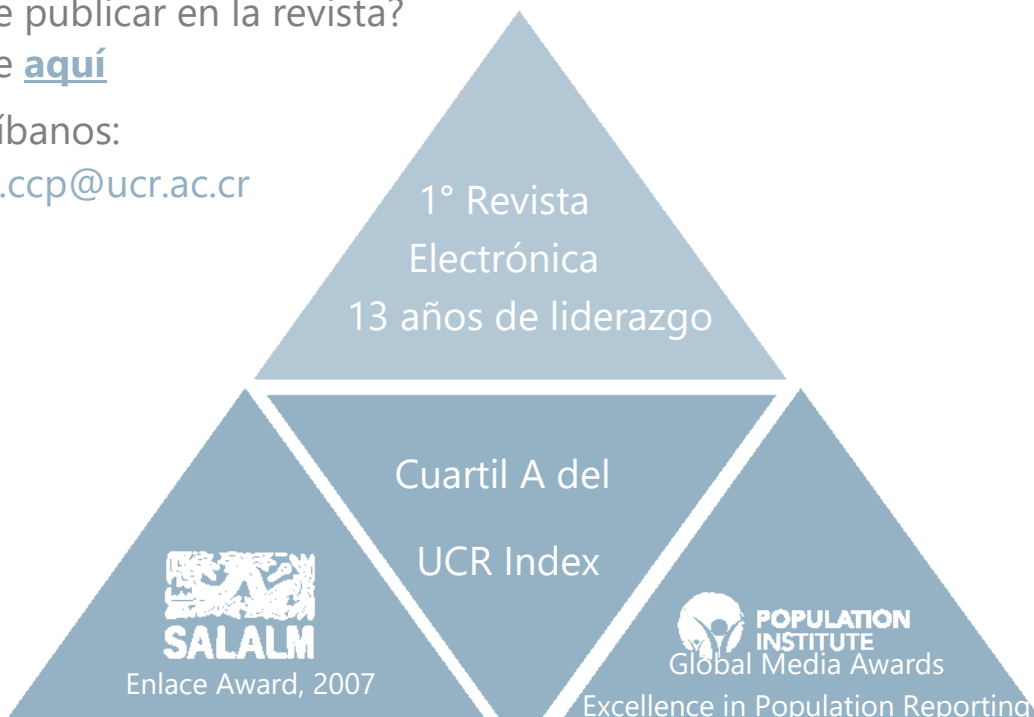 e publicar en la revista?
e aquí
íbanos:
.ccp@ucr.ac.cr
1° Revista
Electrónica
13 años de liderazgo
Cuartil A del
UCR Index
SALALM
Enlace Award, 2007
POPULATION
INSTITUTE
Global Media Awards
Excellence in Population Reporting